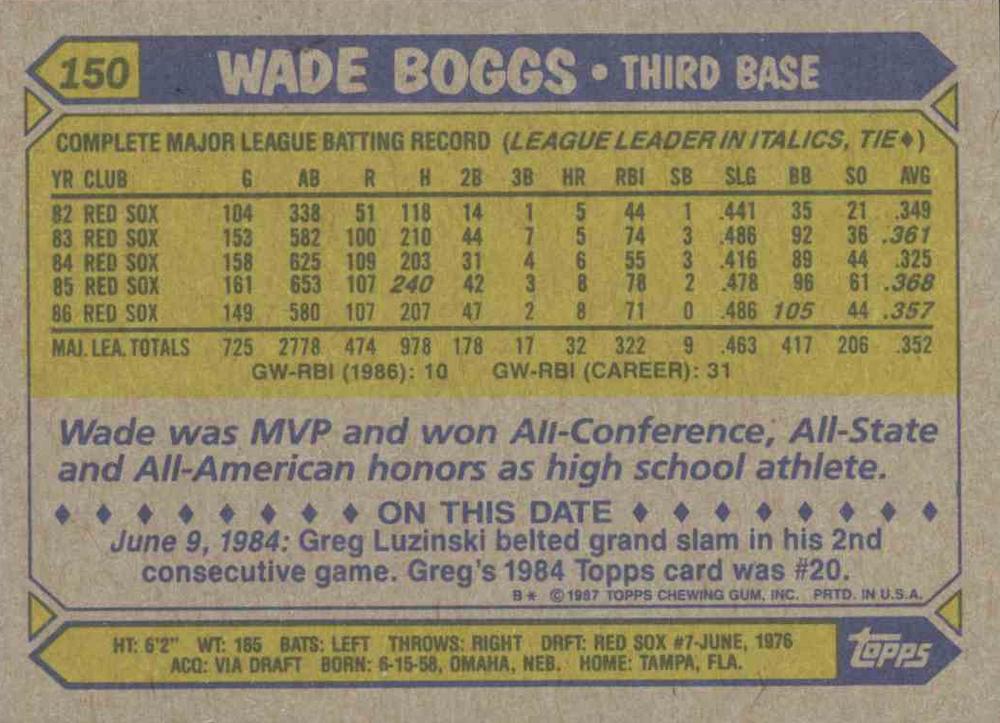 150 WADE BOGGS • THIRD BASE
COMPLETE MAJOR LEAGUE BATTING RECORD (LEAGUE LEADER IN ITALICS, TIE♦)
YR CLUB G AB R H 2B 3B HR RBI SB SLG BB SO AVG
82 RED SOX 104 338 51 118 14 1 5 44 1 .441 35 21 .349
83 RED SOX 153 582 100 210 44 7 5 74 3 .486 92 36 .361
84 RED SOX 158 625 109 203 31 4 6 55 3 .416 89 44 .325
85 RED SOX 161 653 107 240 42 3 8 78 2 .478 96 61 .368
86 RED SOX 149 580 107 207 47 2 8 71 0 .486 105 44 .357
MAJ. LEA. TOTALS 725 2778 474 978 178 17 32 322 9 .463 417 206 .352
GW-RBI (1986): 10 GW-RBI (CAREER): 31
Wade was MVP and won All-Conference, All-State
and All-American honors as high school athlete.
♦ ♦ ♦ ♦ ♦ ♦ ♦ ♦ ON THIS DATE ♦ ♦ ♦ ♦ ♦ ♦ ♦ ♦
June 9, 1984: Greg Luzinski belted grand slam in his 2nd
consecutive game. Greg's 1984 Topps card was #20.
B* ©1987 TOPPS CHEWING GUM, INC. PRTD. IN U.S.A.
HT: 6'2" WT: 185 BATS: LEFT THROWS: RIGHT DRFT: RED SOX #7-JUNE, 1976
ACQ: VIA DRAFT BORN: 6-15-58, OMAHA, NEB. HOME: TAMPA, FLA.
topps